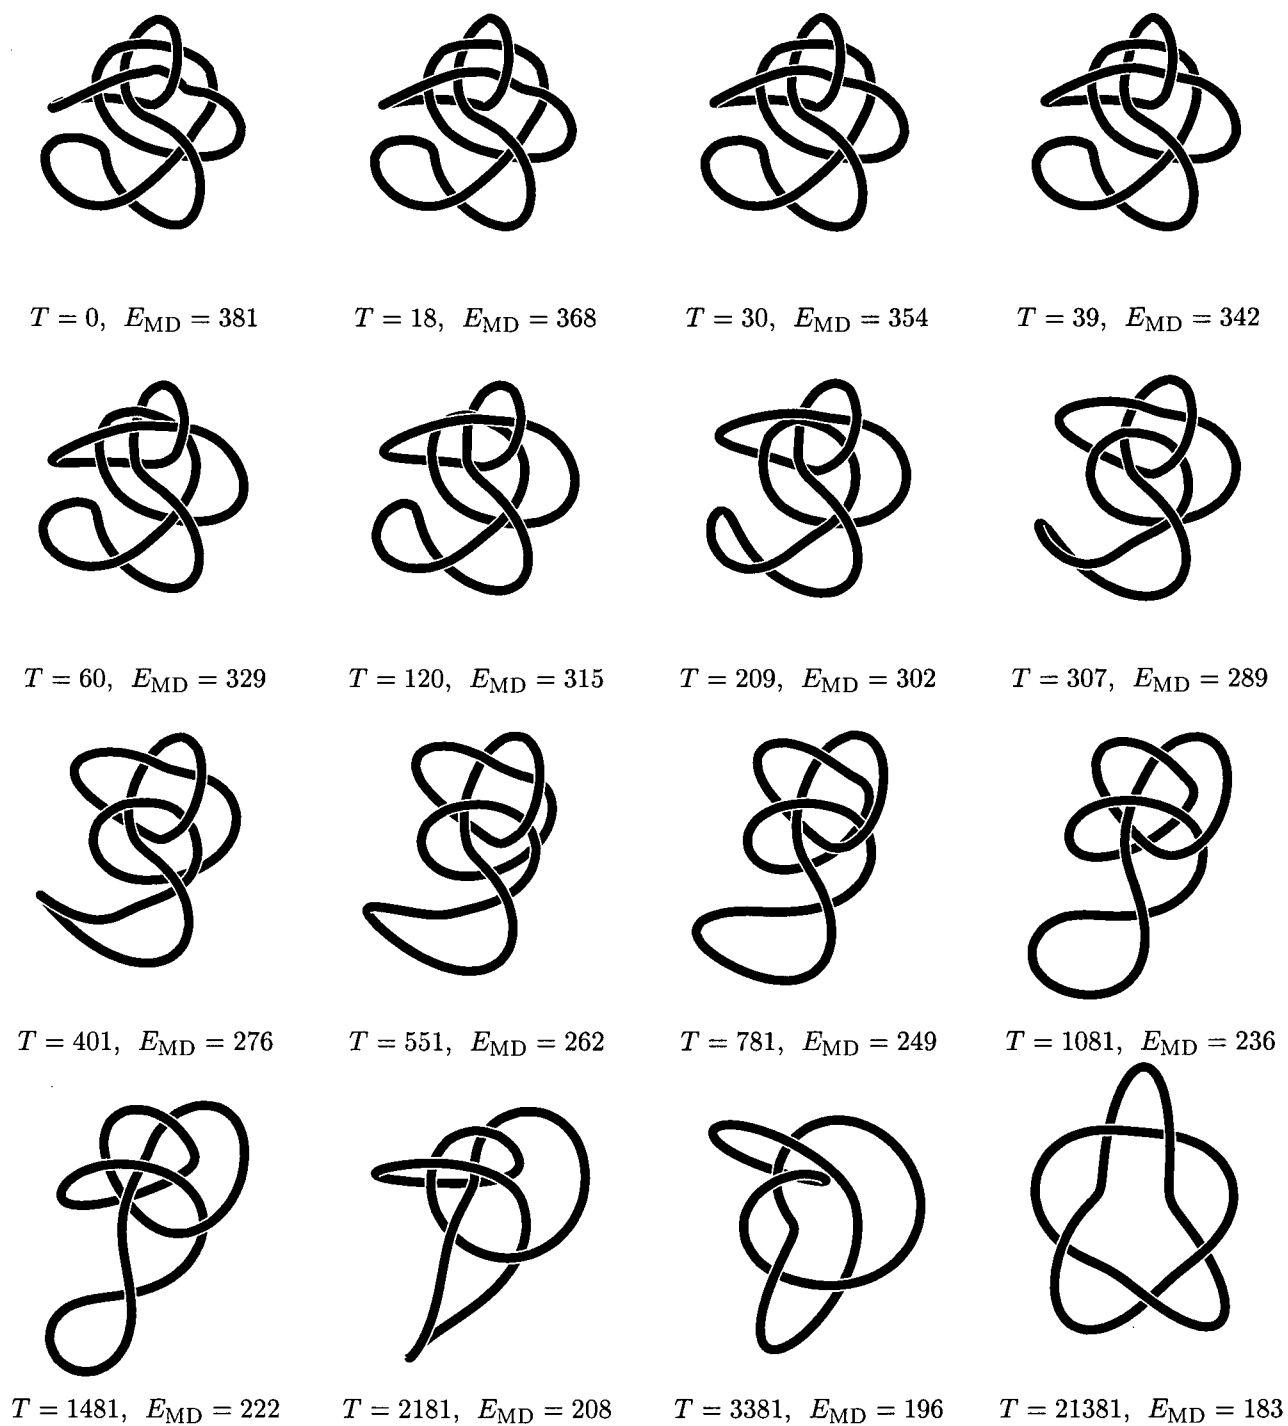 T = 0, E_MD = 381 T = 18, E_MD = 368 T = 30, E_MD = 354 T = 39, E_MD = 342
T = 60, E_MD = 329 T = 120, E_MD = 315 T = 209, E_MD = 302 T = 307, E_MD = 289
T = 401, E_MD = 276 T = 551, E_MD = 262 T = 781, E_MD = 249 T = 1081, E_MD = 236
T = 1481, E_MD = 222 T = 2181, E_MD = 208 T = 3381, E_MD = 196 T = 21381, E_MD = 183